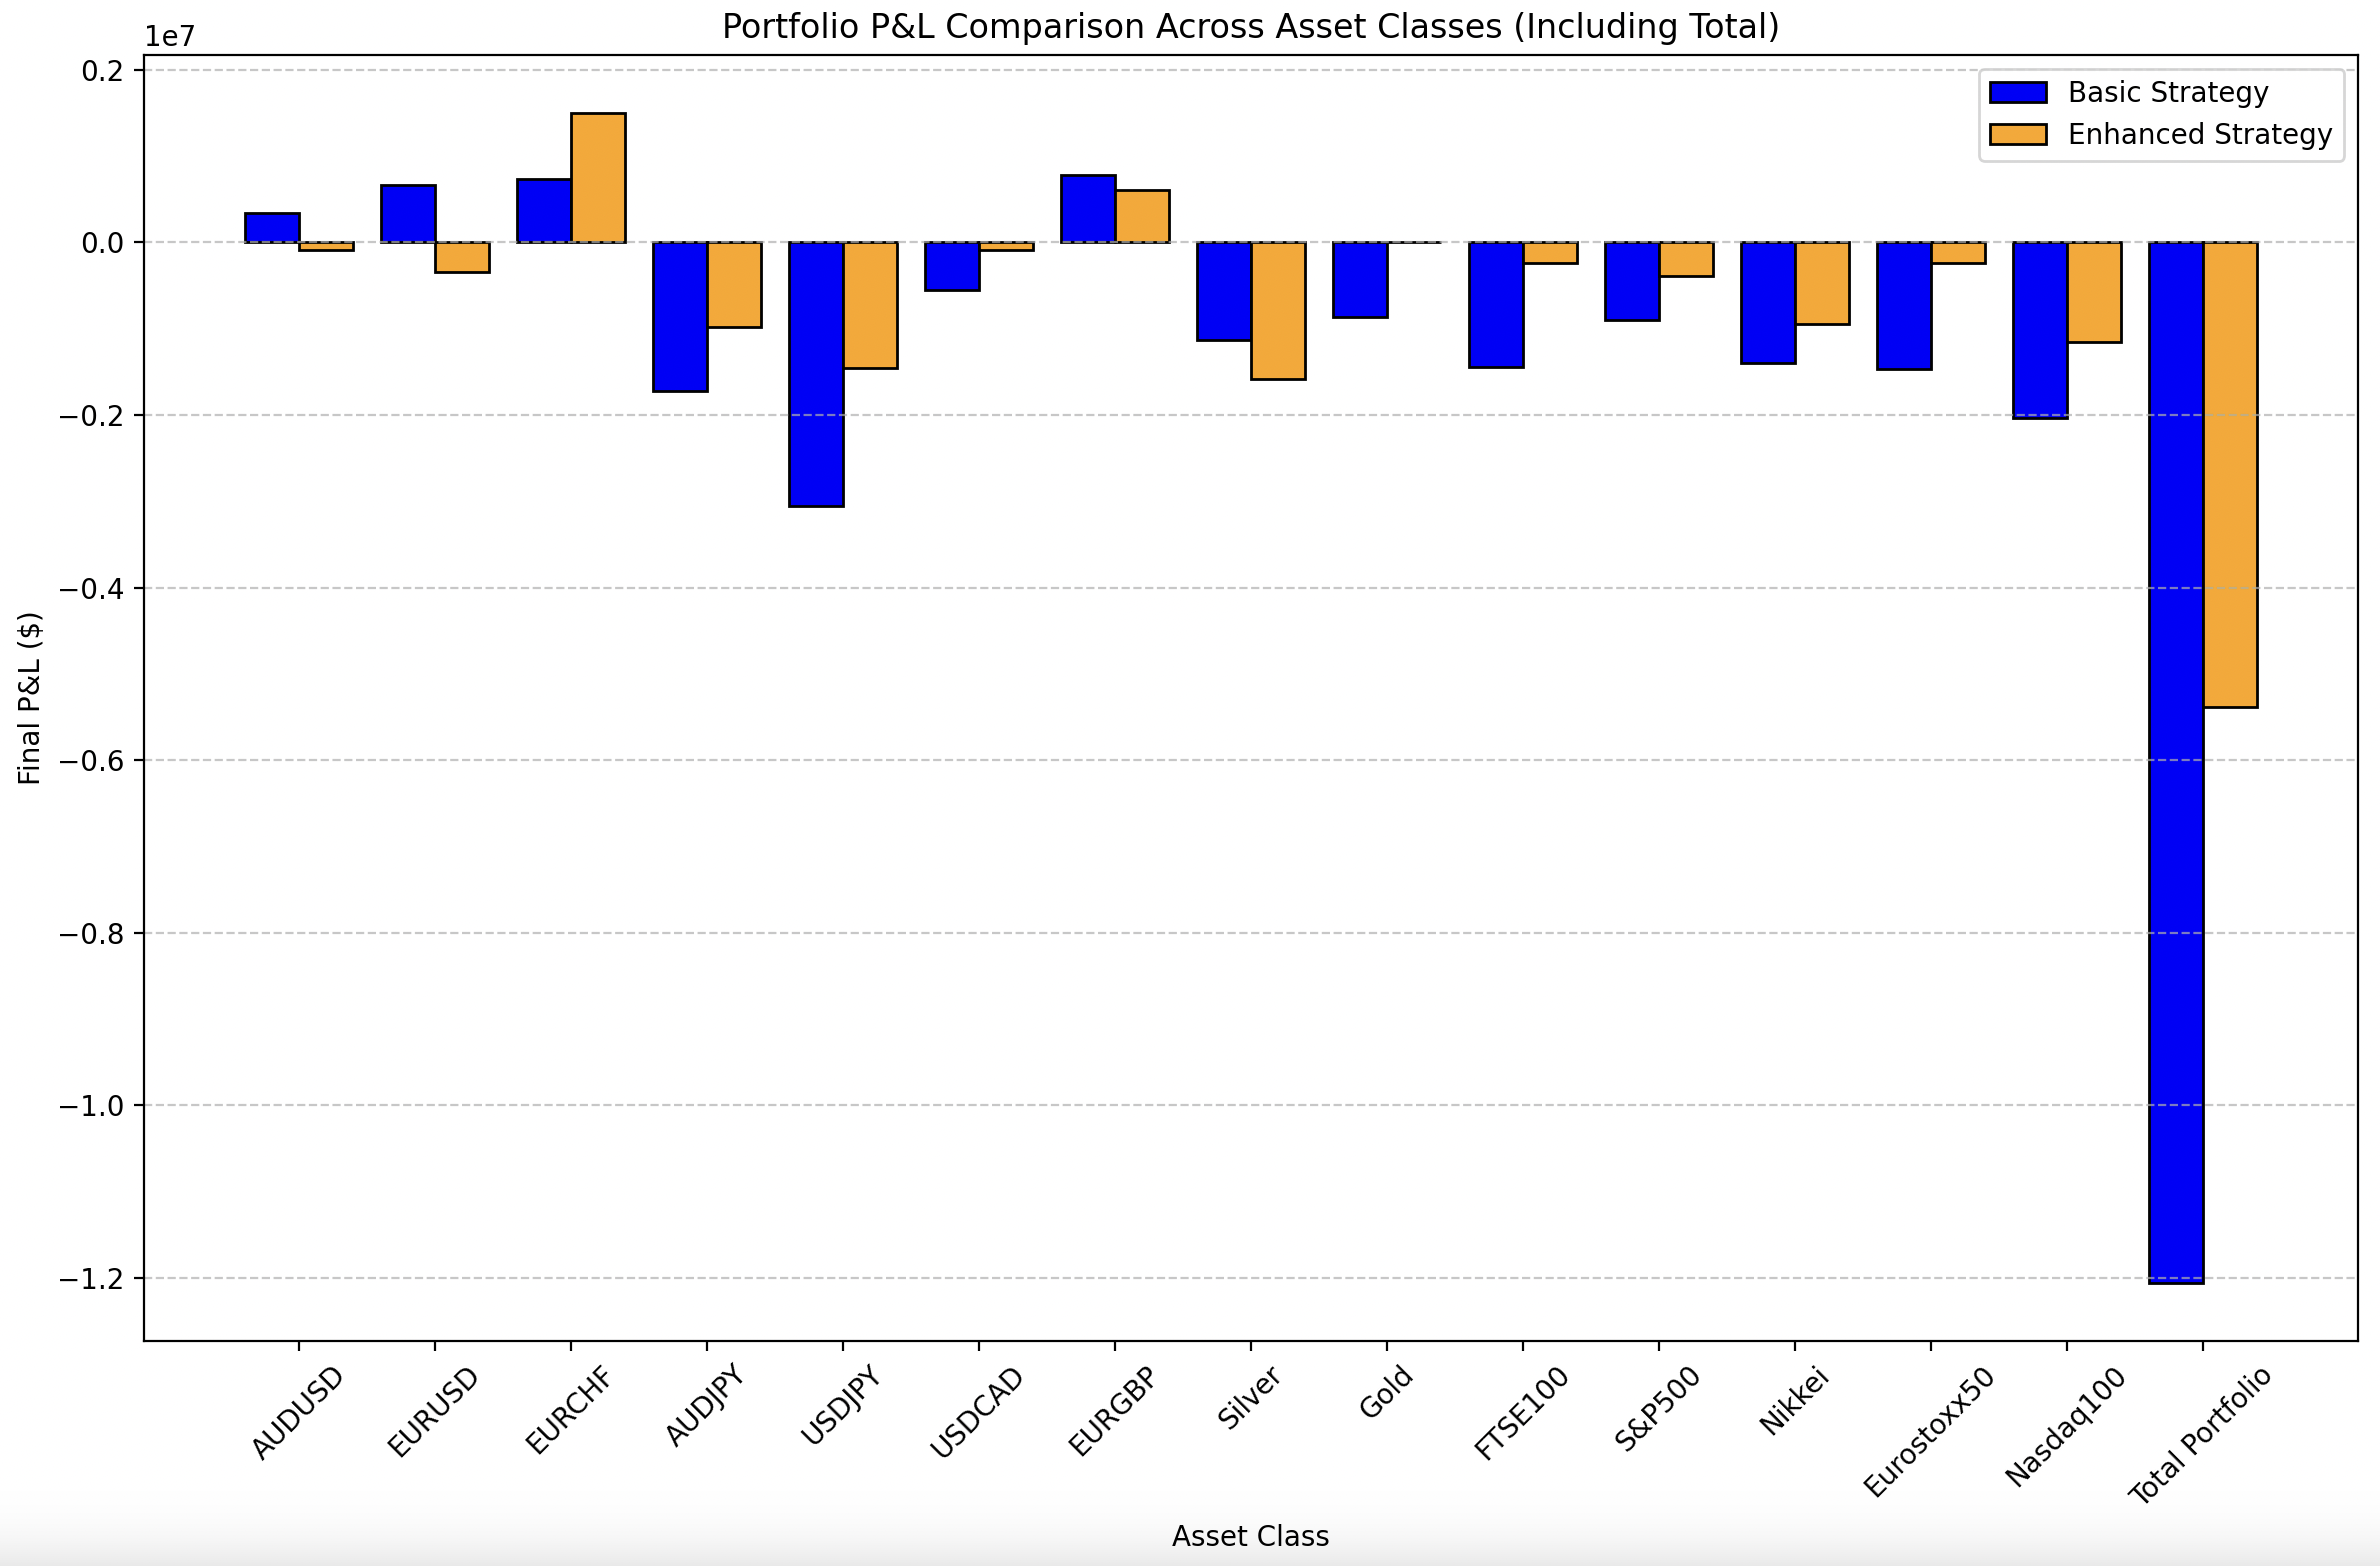 Portfolio P&L Comparison Across Asset Classes (Including Total)
1e7
0.2
0.0
−0.2
−0.4
−0.6
−0.8
−1.0
−1.2
Final P&L ($)
Basic Strategy
Enhanced Strategy
AUDUSD
EURUSD
EURCHF
AUDJPY
USDJPY
USDCAD
EURGBP
Silver
Gold
FTSE100
S&P500
Nikkei
Eurostoxx50
Nasdaq100
Total Portfolio
Asset Class